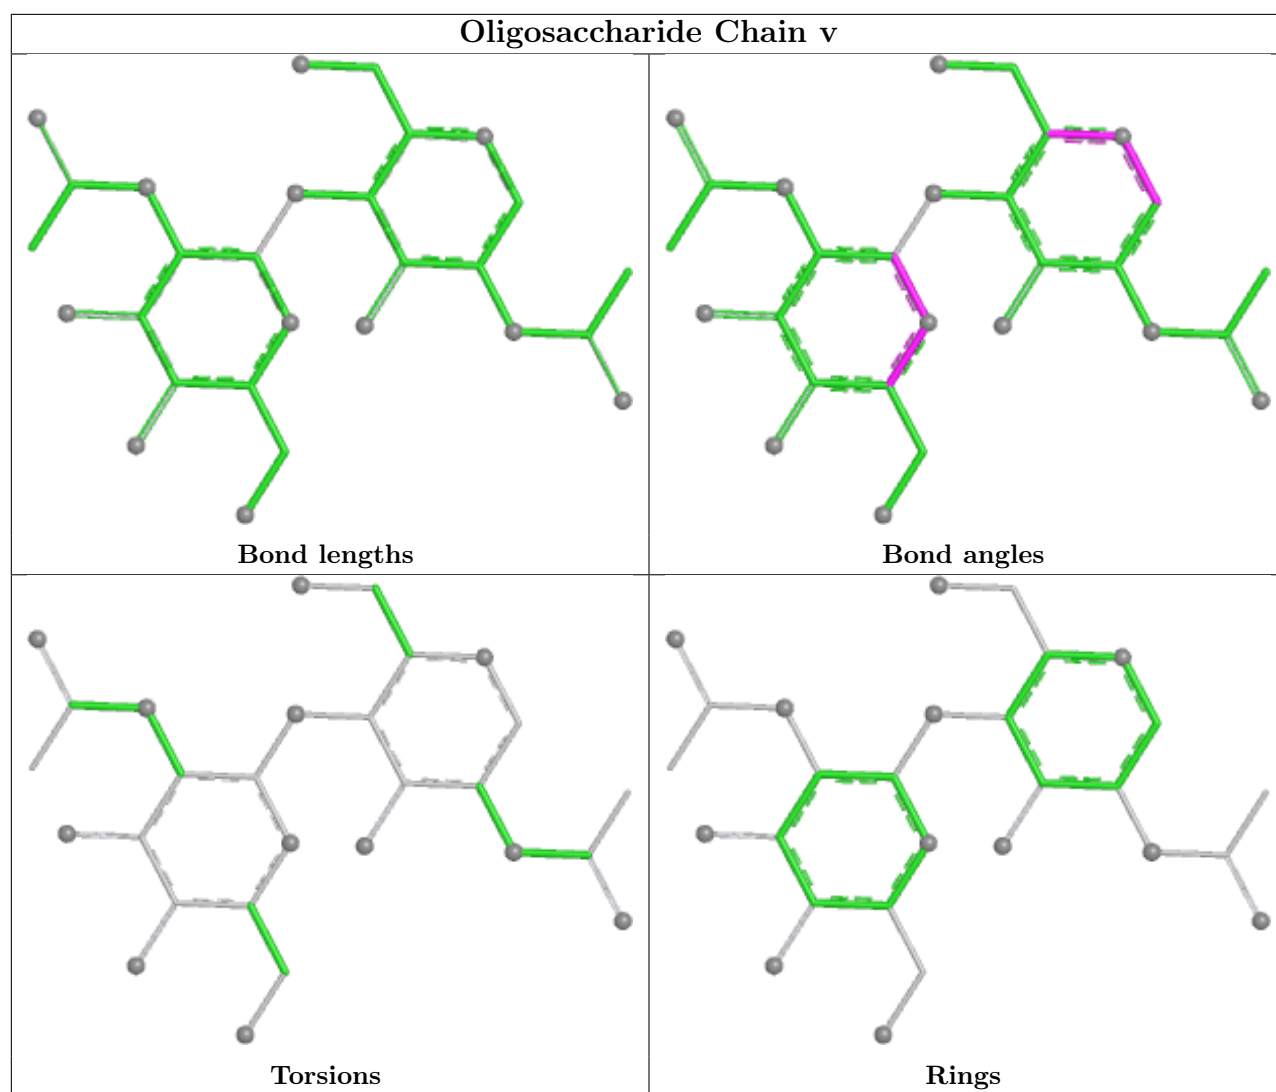 Oligosaccharide Chain v
Bond lengths
Bond angles
Torsions
Rings